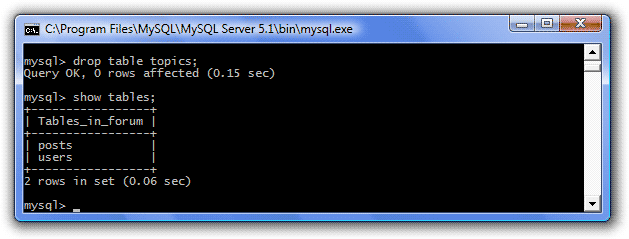 C:\Program Files\MySQL\MySQL Server 5.1\bin\mysql.exe
mysql> drop table topics;
Query OK, 0 rows affected (0.15 sec)
mysql> show tables;
+-----------------+
| Tables_in_forum |
+-----------------+
| posts           |
| users           |
+-----------------+
2 rows in set (0.06 sec)
mysql> _